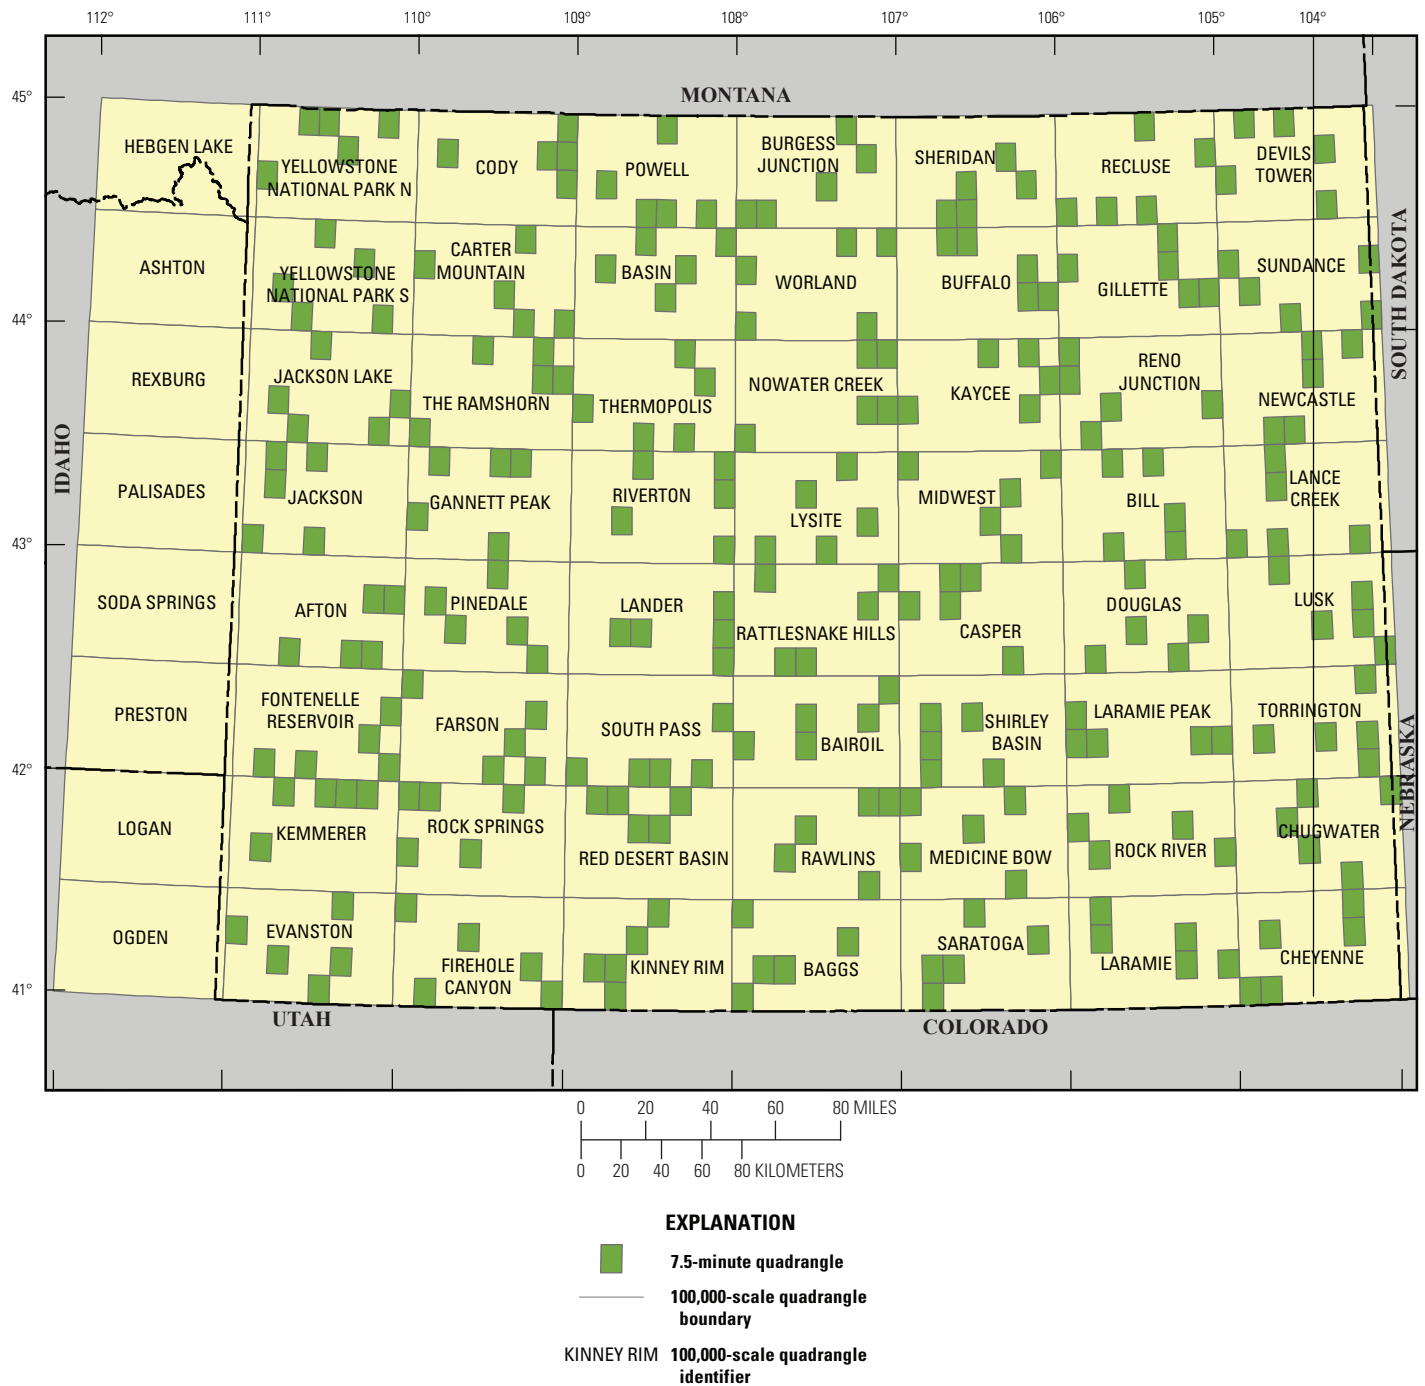 112° 111° 110° 109° 108° 107° 106° 105° 104°
45°
MONTANA
HEBGEN LAKE
YELLOWSTONE
NATIONAL PARK N
CODY
POWELL
BURGESS
JUNCTION
SHERIDAN
RECLUSE
DEVILS
TOWER
ASHTON
YELLOWSTONE
NATIONAL PARK S
CARTER
MOUNTAIN
BASIN
WORLAND
BUFFALO
GILLETTE
SUNDANCE
SOUTH DAKOTA
44°
REXBURG
JACKSON LAKE
THE RAMSHORN
THERMOPOLIS
NOWATER CREEK
KAYCEE
RENO
JUNCTION
NEWCASTLE
IDAHO
PALISADES
JACKSON
GANNETT PEAK
RIVERTON
LYSITE
MIDWEST
BILL
LANCE
CREEK
43°
SODA SPRINGS
AFTON
PINEDALE
LANDER
RATTLESNAKE HILLS
CASPER
DOUGLAS
LUSK
PRESTON
FONTENELLE
RESERVOIR
FARSON
SOUTH PASS
BAIROIL
SHIRLEY
BASIN
LARAMIE PEAK
TORRINGTON
NEBRASKA
42°
LOGAN
KEMMERER
ROCK SPRINGS
RED DESERT BASIN
RAWLINS
MEDICINE BOW
ROCK RIVER
CHUGWATER
OGDEN
EVANSTON
FIREHOLE
CANYON
KINNEY RIM
BAGGS
SARATOGA
LARAMIE
CHEYENNE
41°
UTAH
COLORADO
0 20 40 60 80 MILES
0 20 40 60 80 KILOMETERS
EXPLANATION
7.5-minute quadrangle
100,000-scale quadrangle
boundary
KINNEY RIM 100,000-scale quadrangle
identifier